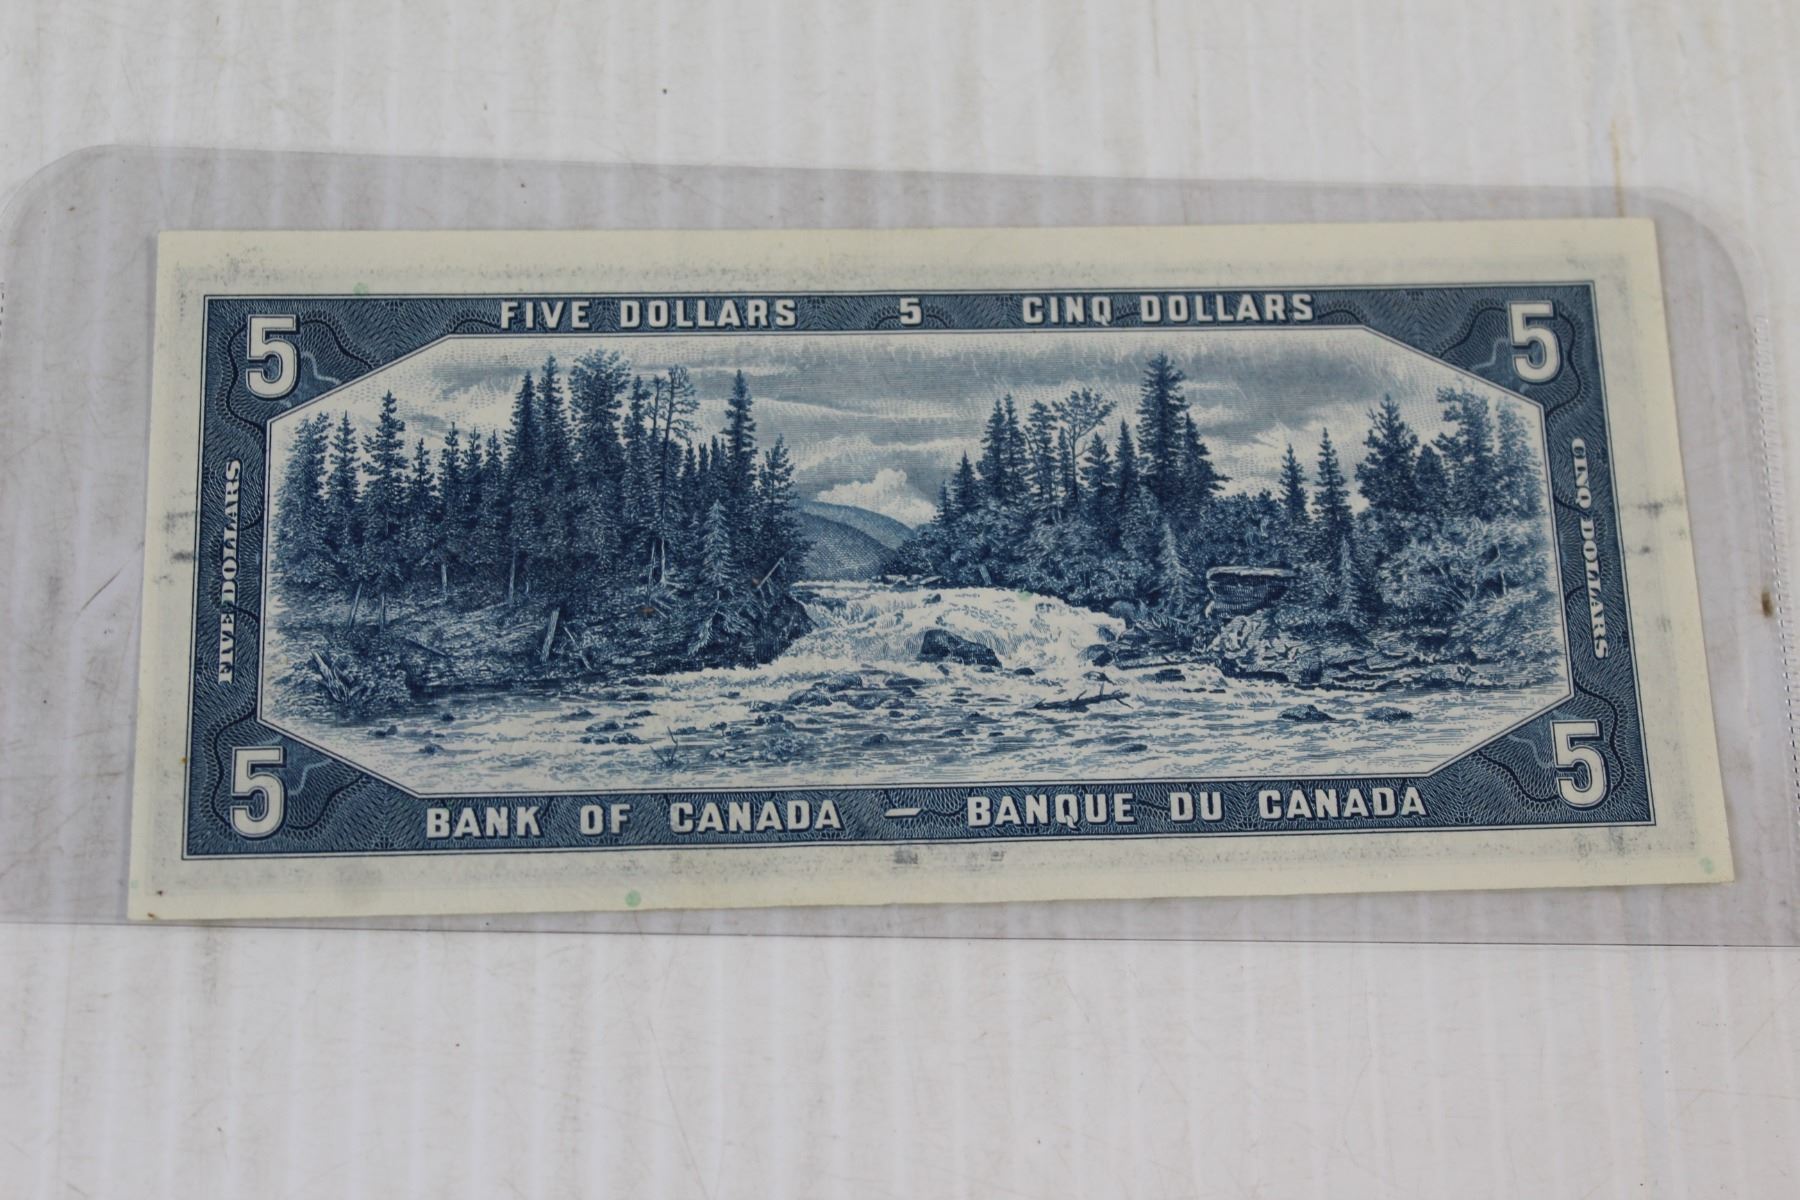 5 FIVE DOLLARS 5 CINQ DOLLARS 5
FIVE DOLLARS
CINQ DOLLARS
5 BANK OF CANADA — BANQUE DU CANADA 5